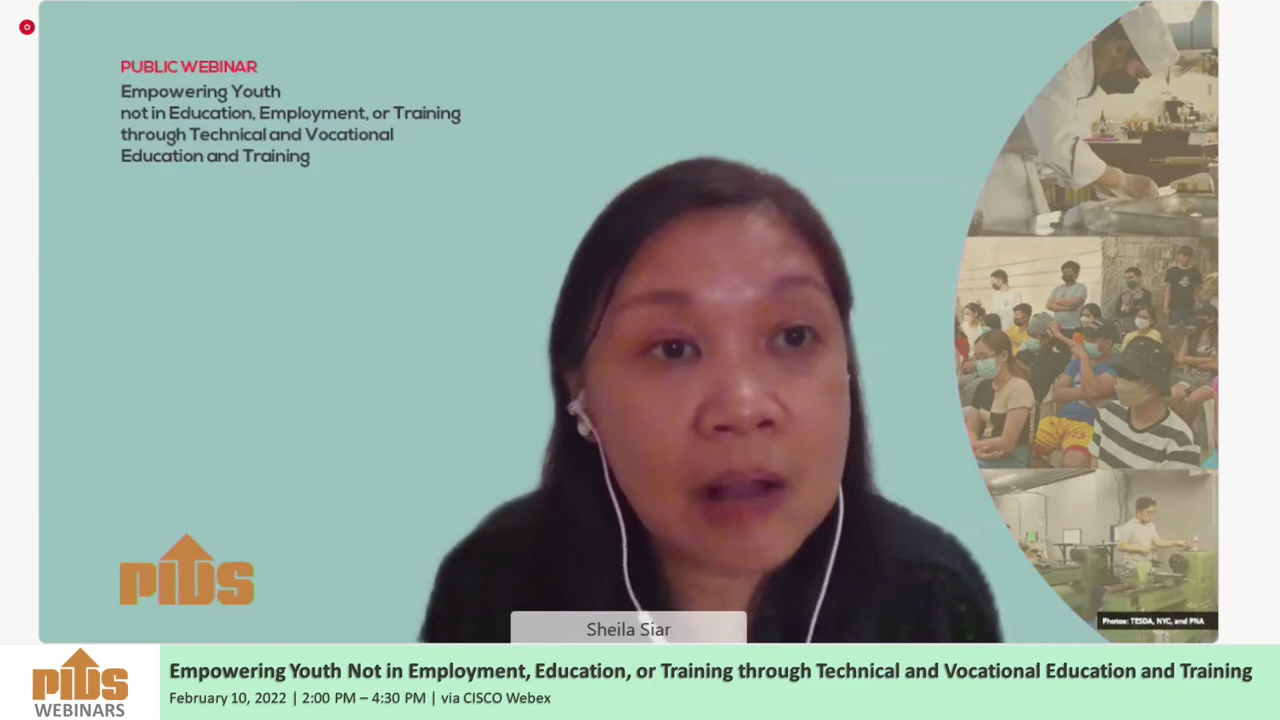 PUBLIC WEBINAR
Empowering Youth
not in Education, Employment, or Training
through Technical and Vocational
Education and Training
PIDS
Sheila Siar
Photos: TESDA, NYC, and PNA
PIDS
WEBINARS
Empowering Youth Not in Employment, Education, or Training through Technical and Vocational Education and Training
February 10, 2022 | 2:00 PM – 4:30 PM | via CISCO Webex